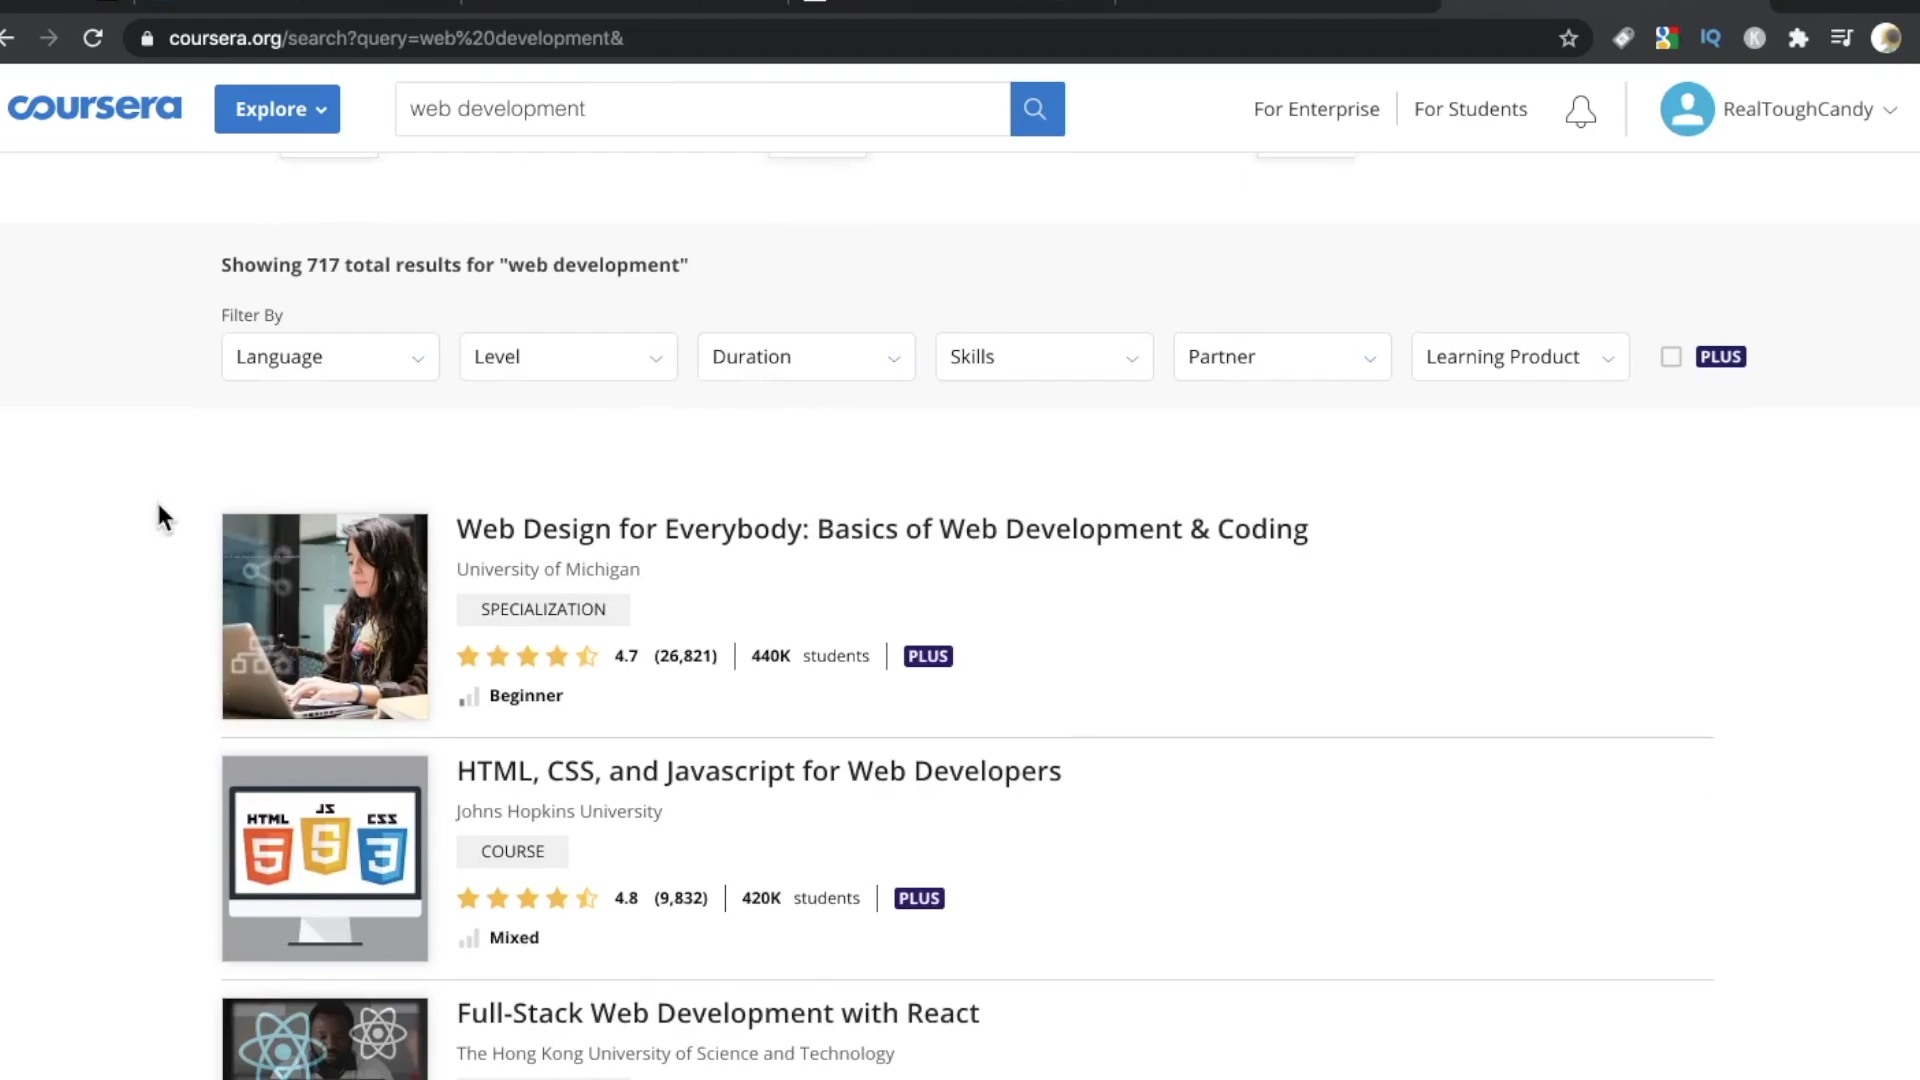 coursera.org/search?query=web%20development&
IQ
K
coursera
Explore
web development
For Enterprise
For Students
RealToughCandy
Showing 717 total results for "web development"
Filter By
Language
Level
Duration
Skills
Partner
Learning Product
PLUS
Web Design for Everybody: Basics of Web Development & Coding
University of Michigan
SPECIALIZATION
4.7 (26,821) 440K students PLUS
Beginner
HTML JS CSS
5 5 3
HTML, CSS, and Javascript for Web Developers
Johns Hopkins University
COURSE
4.8 (9,832) 420K students PLUS
Mixed
Full-Stack Web Development with React
The Hong Kong University of Science and Technology